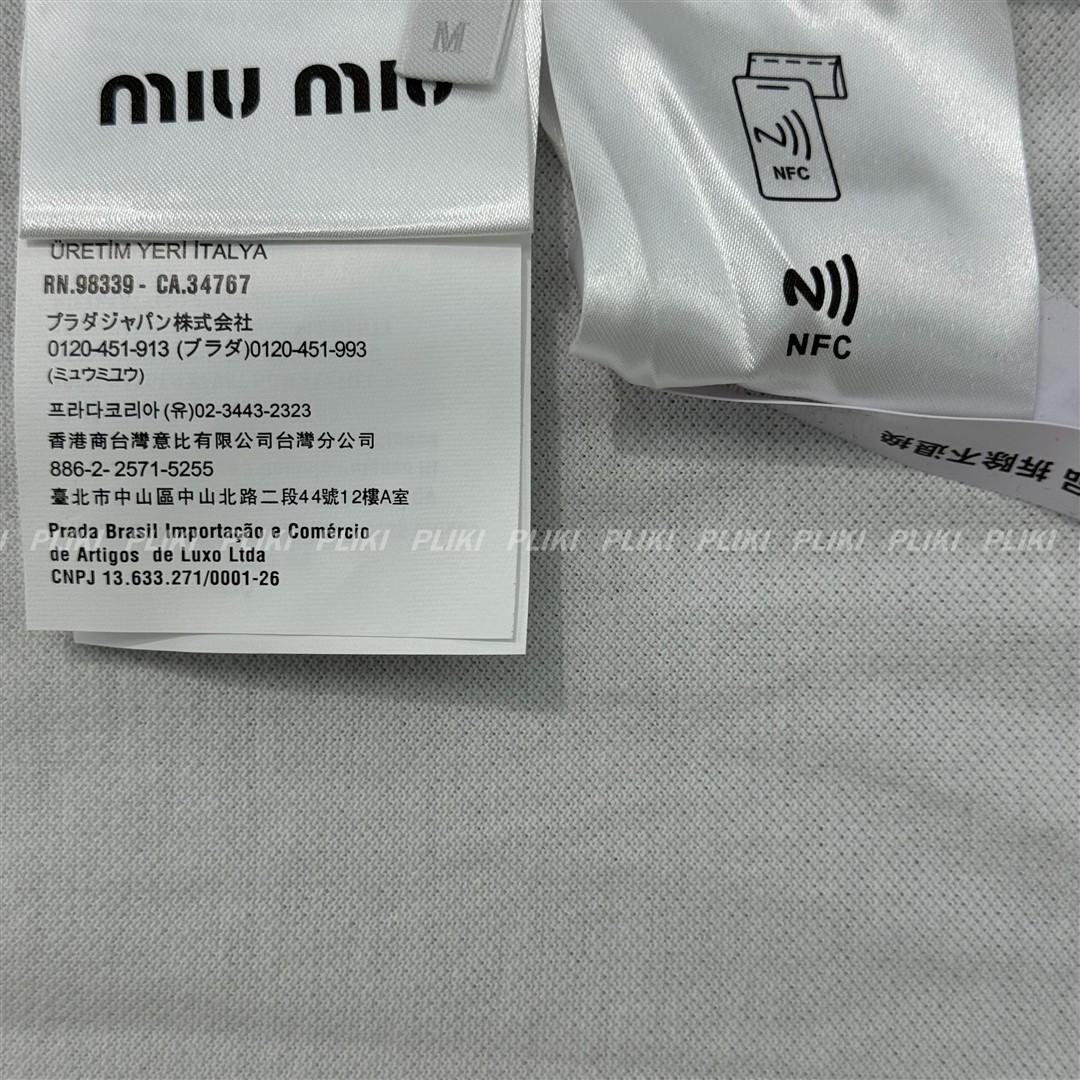 M
miu miu
ÜRETİM YERİ İTALYA
RN.98339 - CA.34767
プラダジャパン株式会社
0120-451-913 (プラダ)0120-451-993
(ミュウミユウ)
프라다코리아 (유)02-3443-2323
香港商台灣意比有限公司台灣分公司
886-2- 2571-5255
臺北市中山區中山北路二段44號12樓A室
Prada Brasil Importação e Comércio
de Artigos de Luxo Ltda
CNPJ 13.633.271/0001-26
NFC
NFC
品 拆除不退换
PLIKI PLIKI PLIKI PLIKI PLIKI PLIKI PLIKI PLIKI PLIKI PLIKI PLIKI